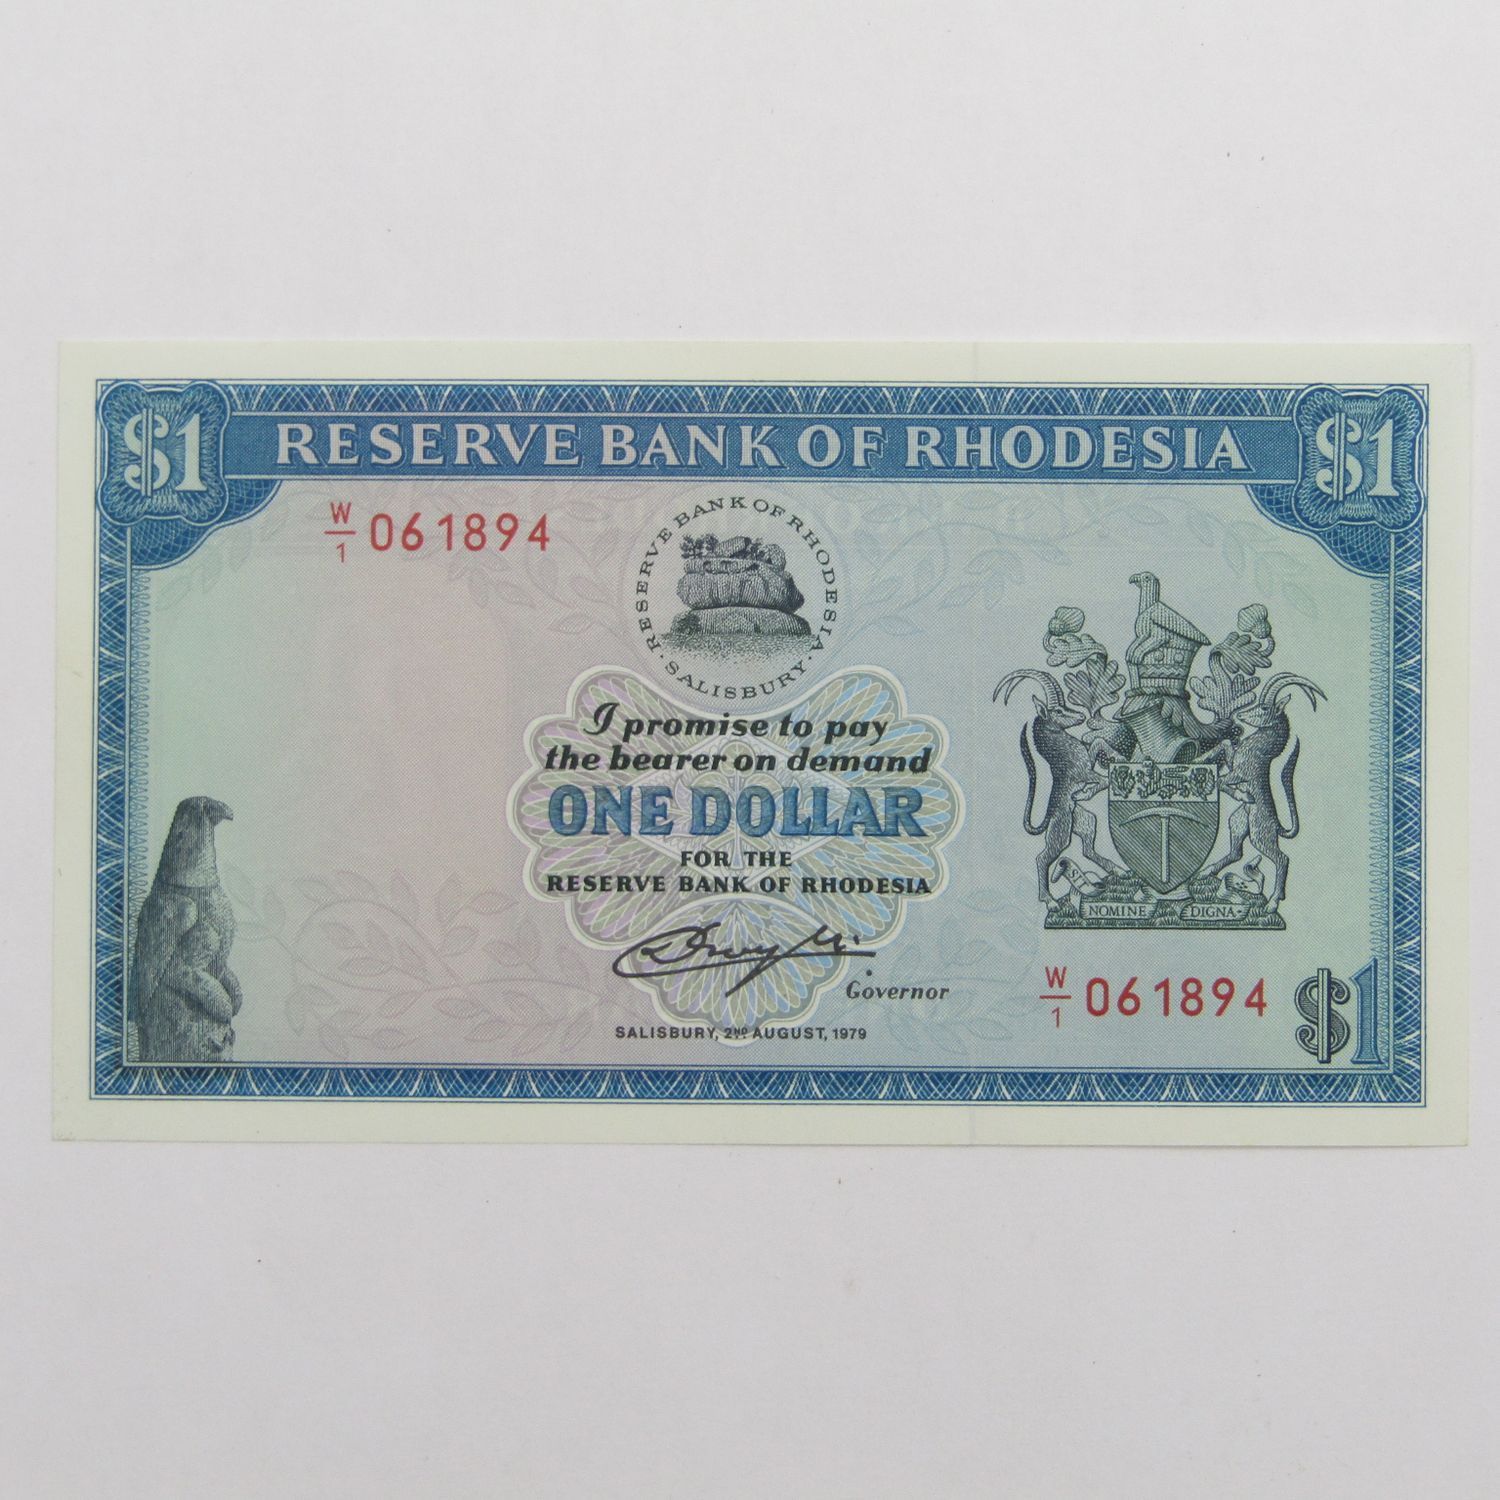 $1 RESERVE BANK OF RHODESIA $1
W/1 061894
RESERVE BANK OF RHODESIA
· SALISBURY ·
I promise to pay
the bearer on demand
ONE DOLLAR
FOR THE
RESERVE BANK OF RHODESIA
SIT NOMINE DIGNA
Governor
W/1 061894 $1
SALISBURY, 2ND AUGUST, 1979